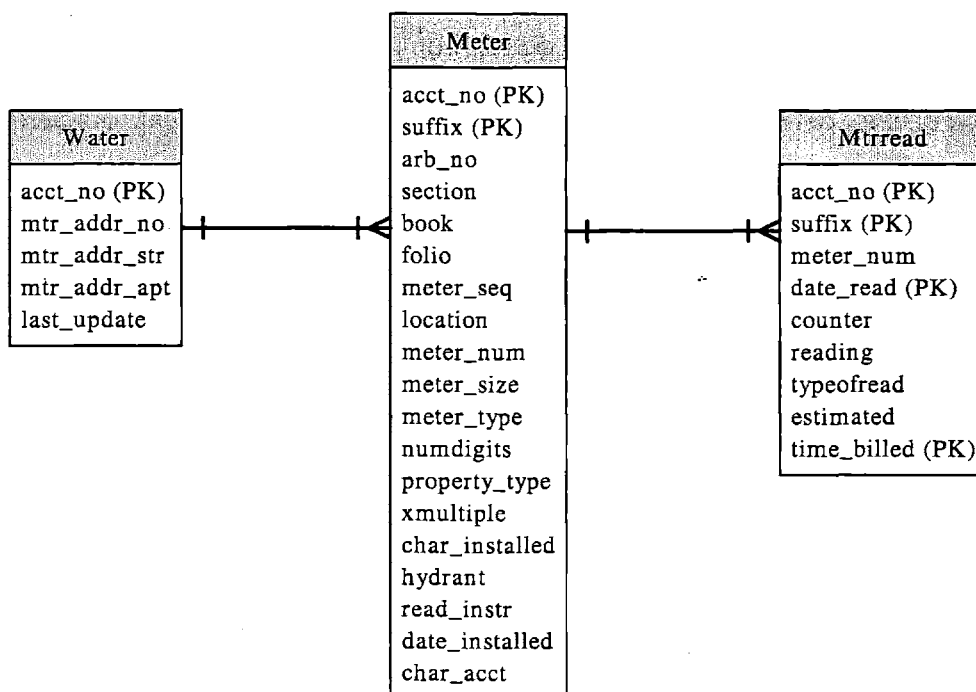 Water
acct_no (PK)
mtr_addr_no
mtr_addr_str
mtr_addr_apt
last_update
Meter
acct_no (PK)
suffix (PK)
arb_no
section
book
folio
meter_seq
location
meter_num
meter_size
meter_type
numdigits
property_type
xmultiple
char_installed
hydrant
read_instr
date_installed
char_acct
Mtrread
acct_no (PK)
suffix (PK)
meter_num
date_read (PK)
counter
reading
typeofread
estimated
time_billed (PK)